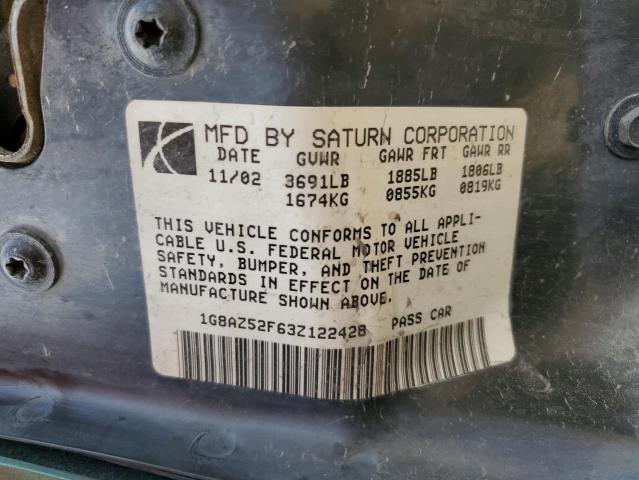 MFD BY SATURN CORPORATION
DATE GVWR GAWR FRT GAWR RR
11/02 3691LB 1885LB 1806LB
1674KG 0855KG 0819KG
THIS VEHICLE CONFORMS TO ALL APPLI-
CABLE U.S. FEDERAL MOTOR VEHICLE
SAFETY, BUMPER, AND THEFT PREVENTION
STANDARDS IN EFFECT ON THE DATE OF
MANUFACTURE SHOWN ABOVE.
1G8AZ52F63Z122428 PASS CAR